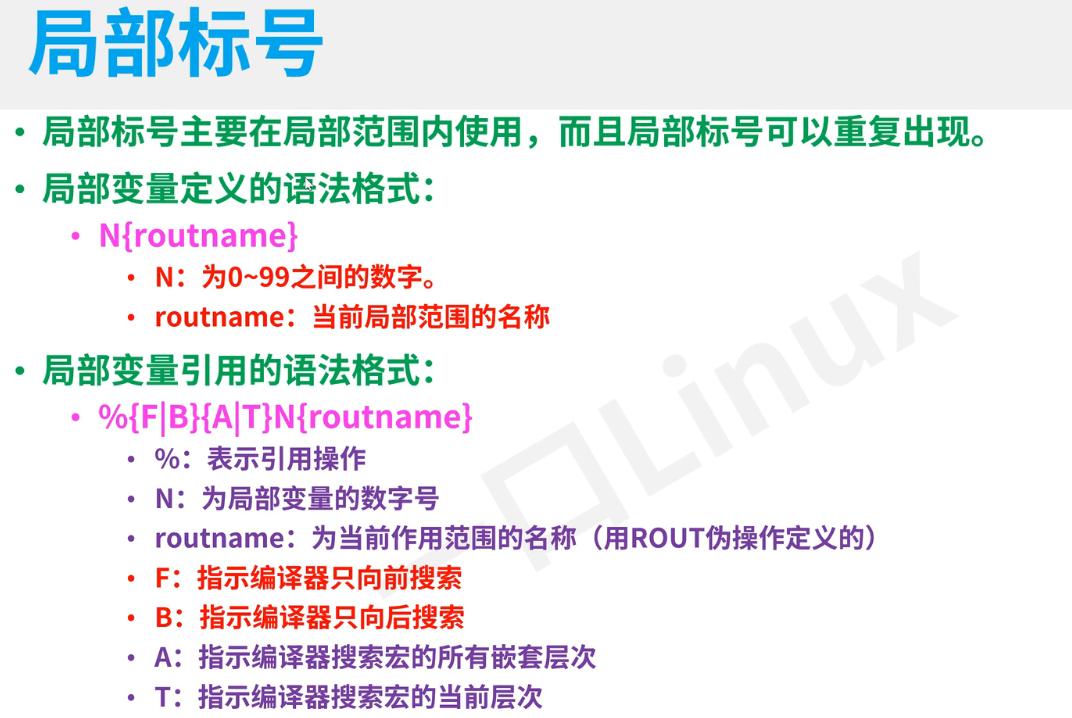 局部标号
• 局部标号主要在局部范围内使用，而且局部标号可以重复出现。
• 局部变量定义的语法格式：
• N{routname}
• N：为0~99之间的数字。
• routname：当前局部范围的名称
• 局部变量引用的语法格式：
• %{F|B}{A|T}N{routname}
• %：表示引用操作
• N：为局部变量的数字号
• routname：为当前作用范围的名称（用ROUT伪操作定义的）
• F：指示编译器只向前搜索
• B：指示编译器只向后搜索
• A：指示编译器搜索宏的所有嵌套层次
• T：指示编译器搜索宏的当前层次
一口Linux